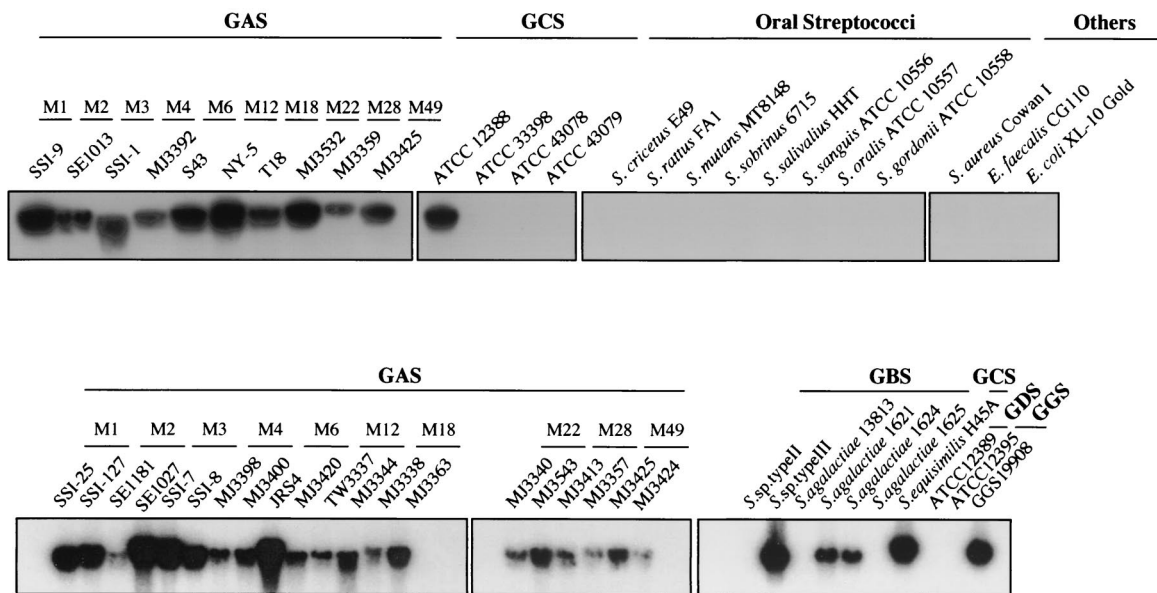 GAS GCS Oral Streptococci Others
M1 M2 M3 M4 M6 M12 M18 M22 M28 M49
SSI-9
SE1013
SSI-1
MJ3392
S43
NY-5
T18
MJ3532
MJ3359
MJ3425
ATCC 12388
ATCC 33398
ATCC 43078
ATCC 43079
S. cricetus E49
S. rattus FA1
S. mutans MT8148
S. sobrinus 6715
S. salivalius HHT
S. sanguis ATCC 10556
S. oralis ATCC 10557
S. gordonii ATCC 10558
S. aureus Cowan I
E. faecalis CG110
E. coli XL-10 Gold
GAS GBS GCS
GDS
GGS
M1 M2 M3 M4 M6 M12 M18 M22 M28 M49
SSI-25
SSI-127
SE1181
SE1027
SSI-7
SSI-8
MJ3398
MJ3400
JRS4
MJ3420
TW3337
MJ3344
MJ3338
MJ3363
MJ3340
MJ3543
MJ3413
MJ3357
MJ3425
MJ3424
S.sp.typeII
S.sp.typeIII
S.agalactiae 13813
S.agalactiae 1621
S.agalactiae 1624
S.agalactiae 1625
S.equisimilis H45A
ATCC12389
ATCC12395
GGS19908